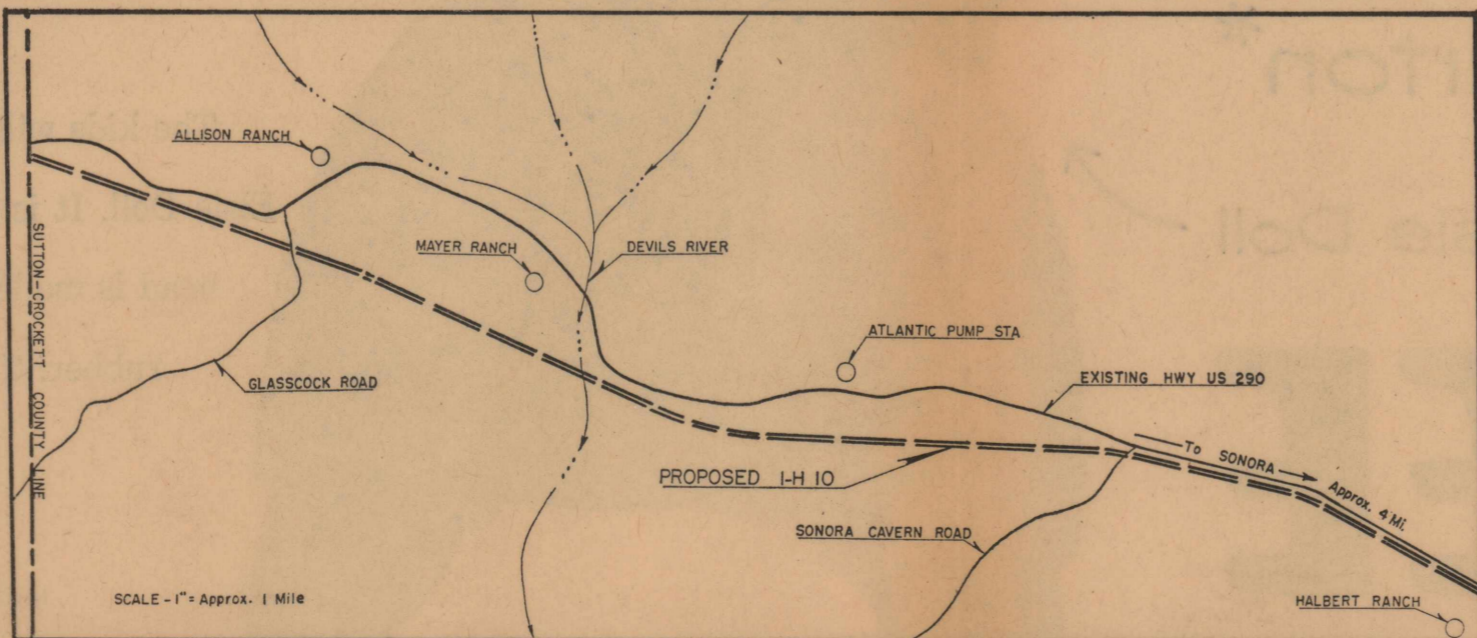 ALLISON RANCH
MAYER RANCH
DEVILS RIVER
SUTTON-CROCKETT COUNTY LINE
GLASSCOCK ROAD
ATLANTIC PUMP STA
EXISTING HWY US 290
To SONORA
Approx. 4 Mi.
PROPOSED I-H 10
SONORA CAVERN ROAD
SCALE - 1" = Approx. 1 Mile
HALBERT RANCH